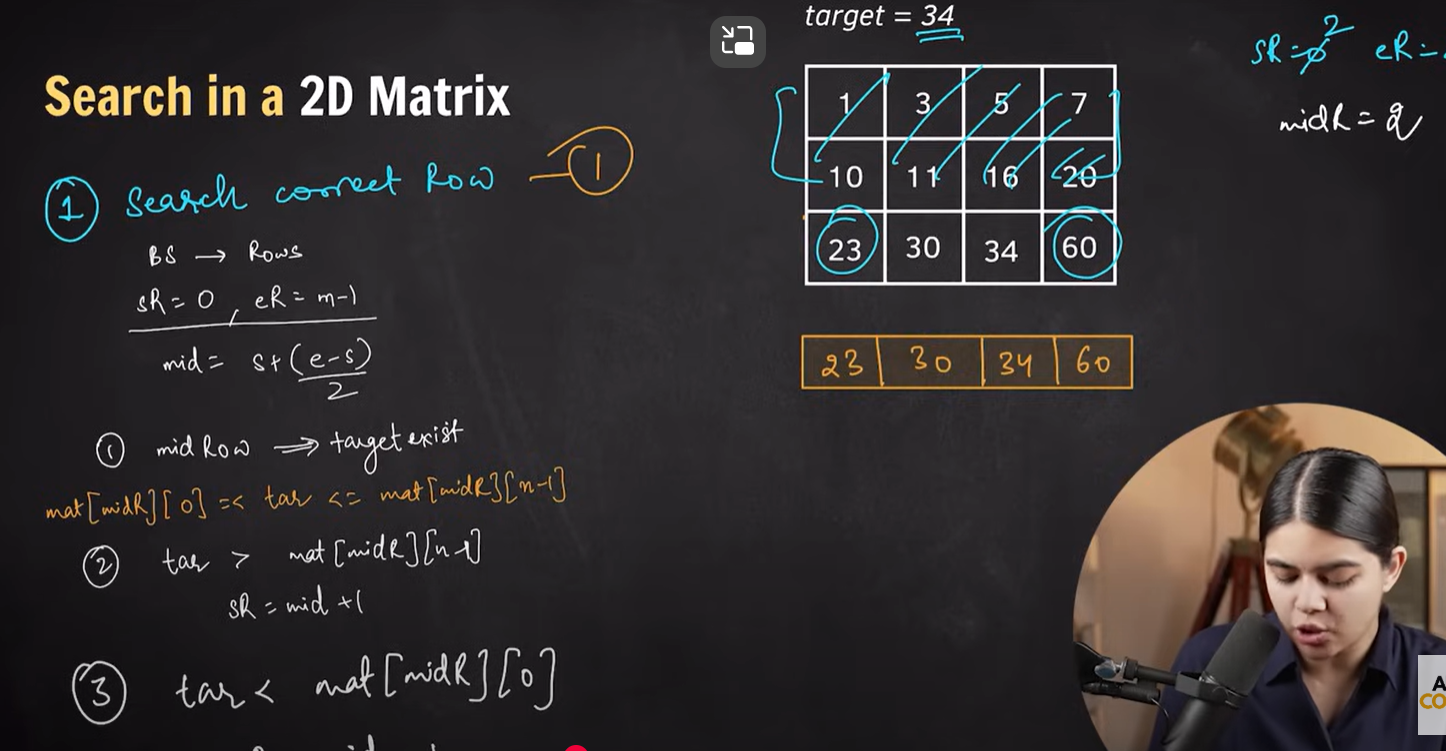 target = 34
sR = 0 2 eR =
midR = 2
Search in a 2D Matrix
1 3 5 7
10 11 16 20
23 30 34 60
① Search correct Row = ①
BS → Rows
sR = 0 , eR = m-1
mid = s+(e-s)
2
23 30 34 60
① mid Row ⟹ target exist
mat[midR][0] =< tar <= mat[midR][n-1]
② tar > mat[midR][n-1]
sR = mid +1
③ tar < mat[midR][0]
A
CO